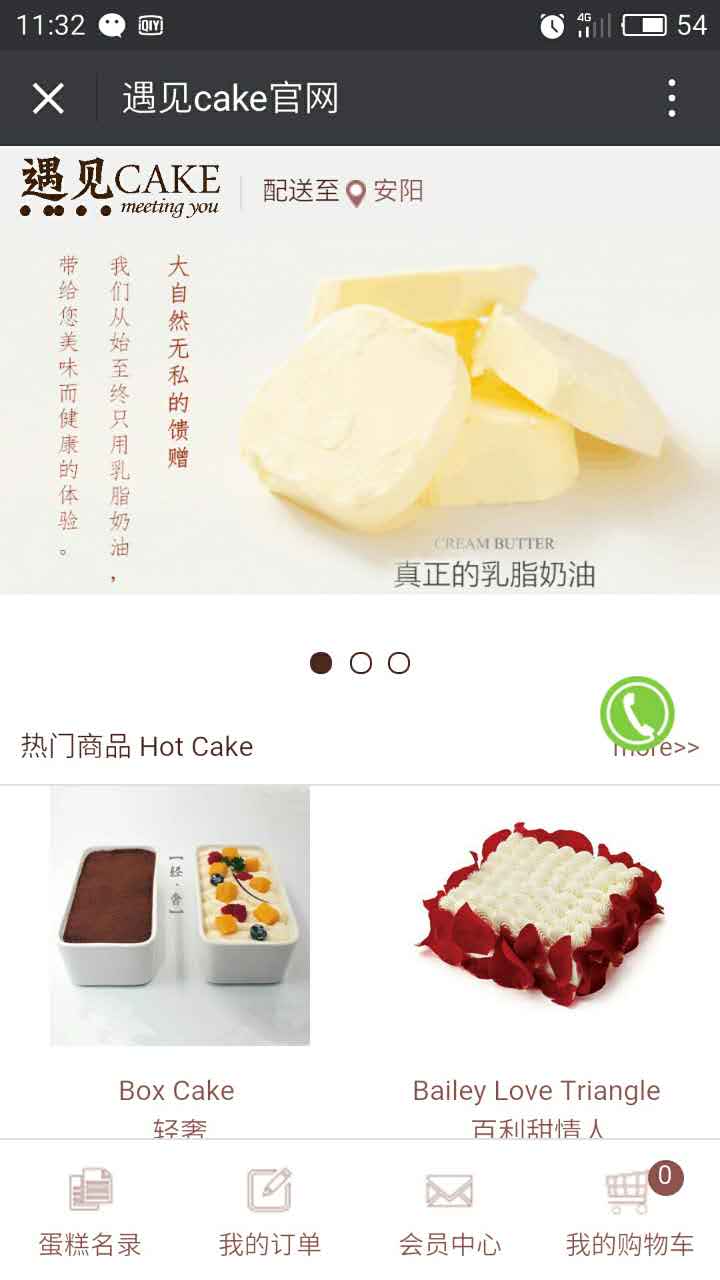 11:32
QIY
4G
54
遇见cake官网
遇见CAKE
meeting you
配送至 安阳
大自然无私的馈赠
我们从始至终只用乳脂奶油，
带给您美味而健康的体验。
CREAM BUTTER
真正的乳脂奶油
热门商品 Hot Cake
more>>
【轻·奢】
Box Cake
轻奢
Bailey Love Triangle
百利甜情人
0
蛋糕名录
我的订单
会员中心
我的购物车